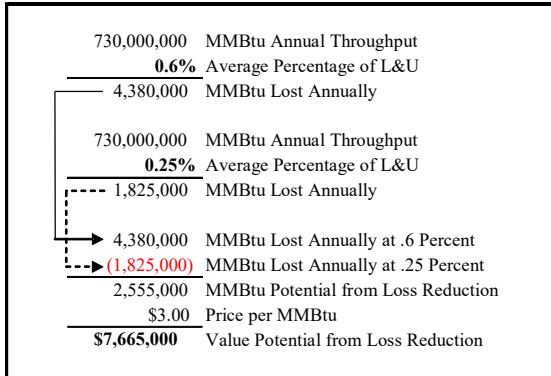 730,000,000 MMBtu Annual Throughput
0.6% Average Percentage of L&U
4,380,000 MMBtu Lost Annually
730,000,000 MMBtu Annual Throughput
0.25% Average Percentage of L&U
1,825,000 MMBtu Lost Annually
4,380,000 MMBtu Lost Annually at .6 Percent
(1,825,000) MMBtu Lost Annually at .25 Percent
2,555,000 MMBtu Potential from Loss Reduction
$3.00 Price per MMBtu
$7,665,000 Value Potential from Loss Reduction